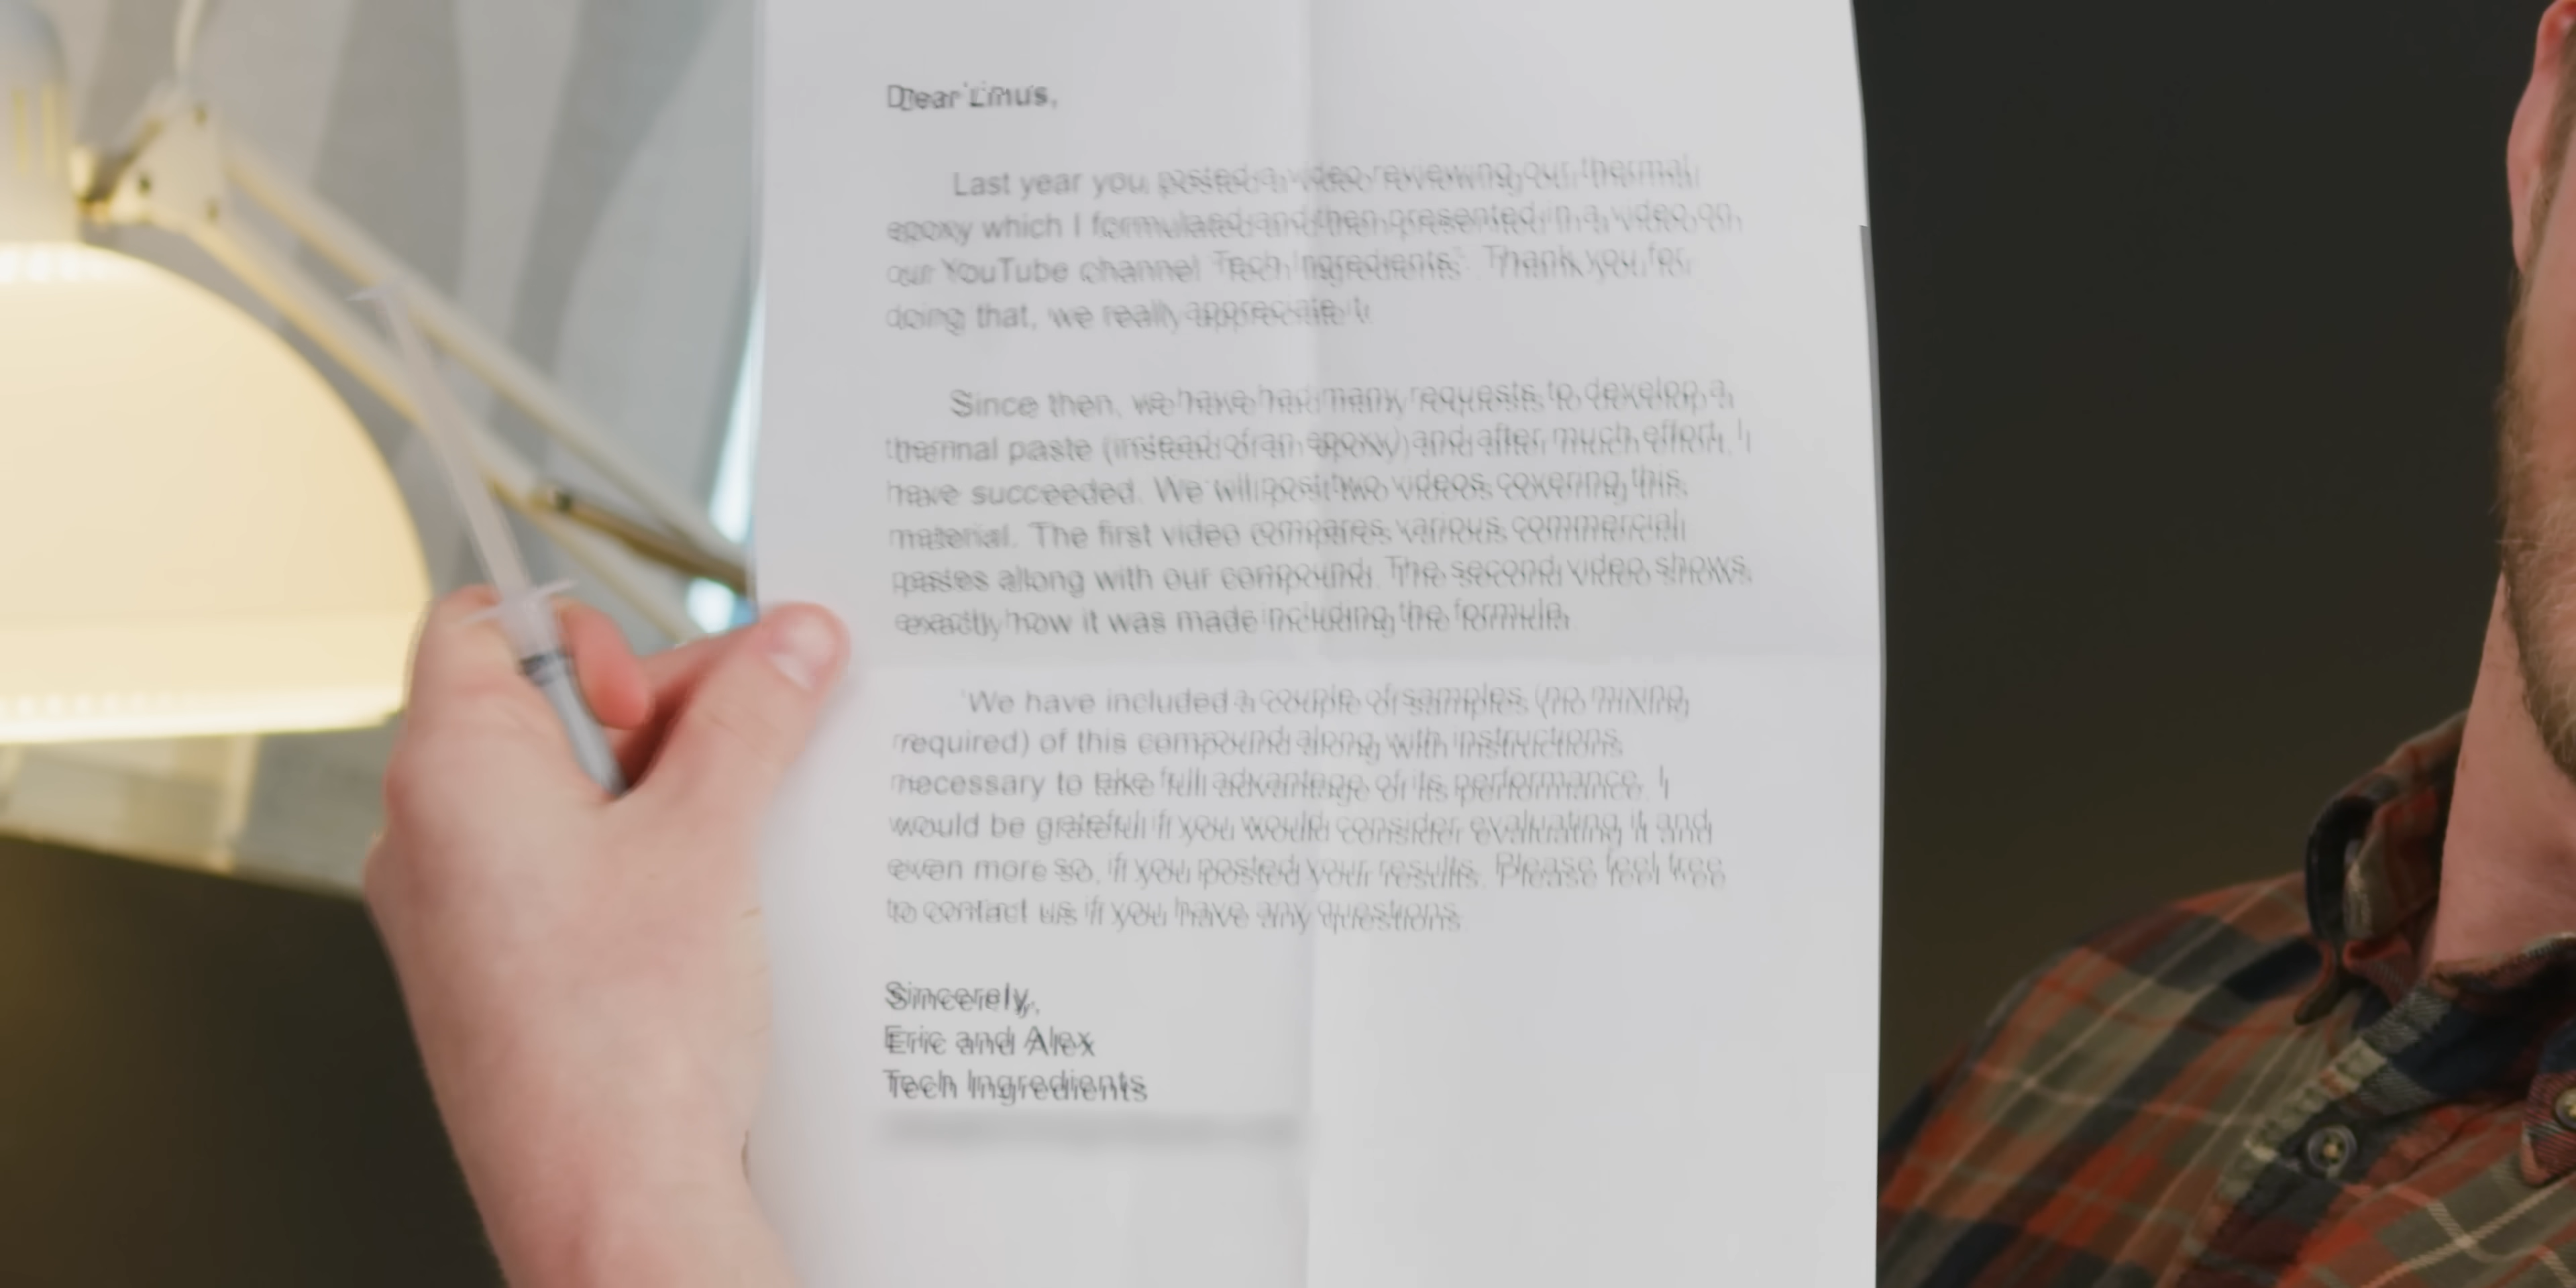 Dear Linus,
Last year you posted a video reviewing our thermal
epoxy which I formulated and then presented in a video on
our YouTube channel "Tech Ingredients". Thank you for
doing that, we really appreciate it.
Since then, we have had many requests to develop a
thermal paste (instead of an epoxy) and after much effort, I
have succeeded. We will post two videos covering this
material. The first video compares various commercial
pastes along with our compound. The second video shows
exactly how it was made including the formula.
We have included a couple of samples (no mixing
required) of this compound along with instructions
necessary to take full advantage of its performance. I
would be grateful if you would consider evaluating it and
even more so, if you posted your results. Please feel free
to contact us if you have any questions.
Sincerely,
Eric and Alex
Tech Ingredients